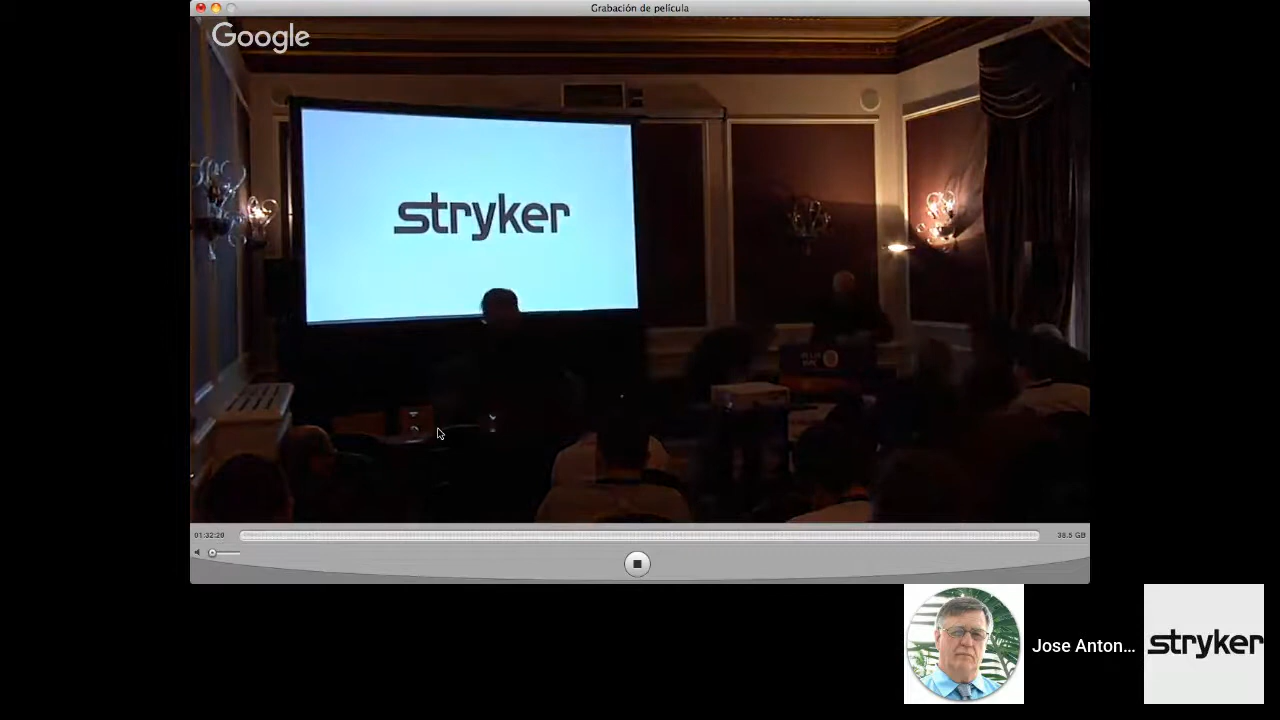 Grabación de película
Google
stryker
01:32:20
38.5 GB
Jose Anton...
stryker